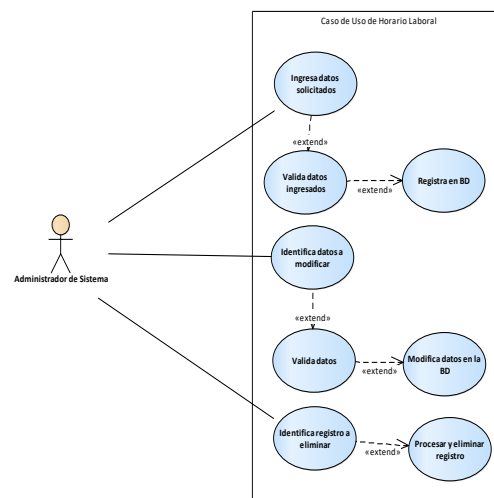 Caso de Uso de Horario Laboral
Ingresa datos
solicitados
«extend»
Valida datos
ingresados
«extend»
Registra en BD
Identifica datos a
modificar
Administrador de Sistema
«extend»
Valida datos
«extend»
Modifica datos en la
BD
Identifica registro a
eliminar
«extend»
Procesar y eliminar
registro